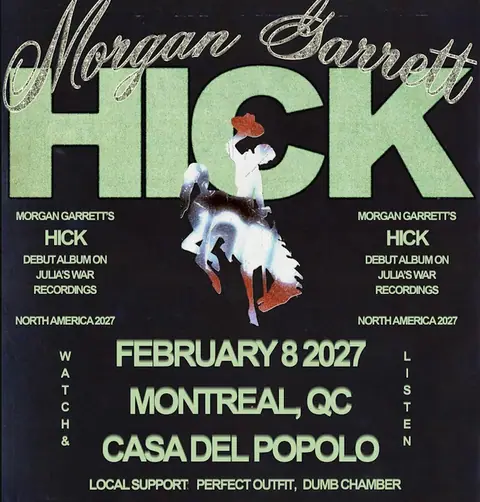 Morgan Garrett
HICK
MORGAN GARRETT'S
HICK
DEBUT ALBUM ON
JULIA'S WAR
RECORDINGS
NORTH AMERICA 2027
MORGAN GARRETT'S
HICK
DEBUT ALBUM ON
JULIA'S WAR
RECORDINGS
NORTH AMERICA 2027
WATCH&
LISTEN
FEBRUARY 8 2027
MONTREAL, QC
CASA DEL POPOLO
LOCAL SUPPORT: PERFECT OUTFIT, DUMB CHAMBER